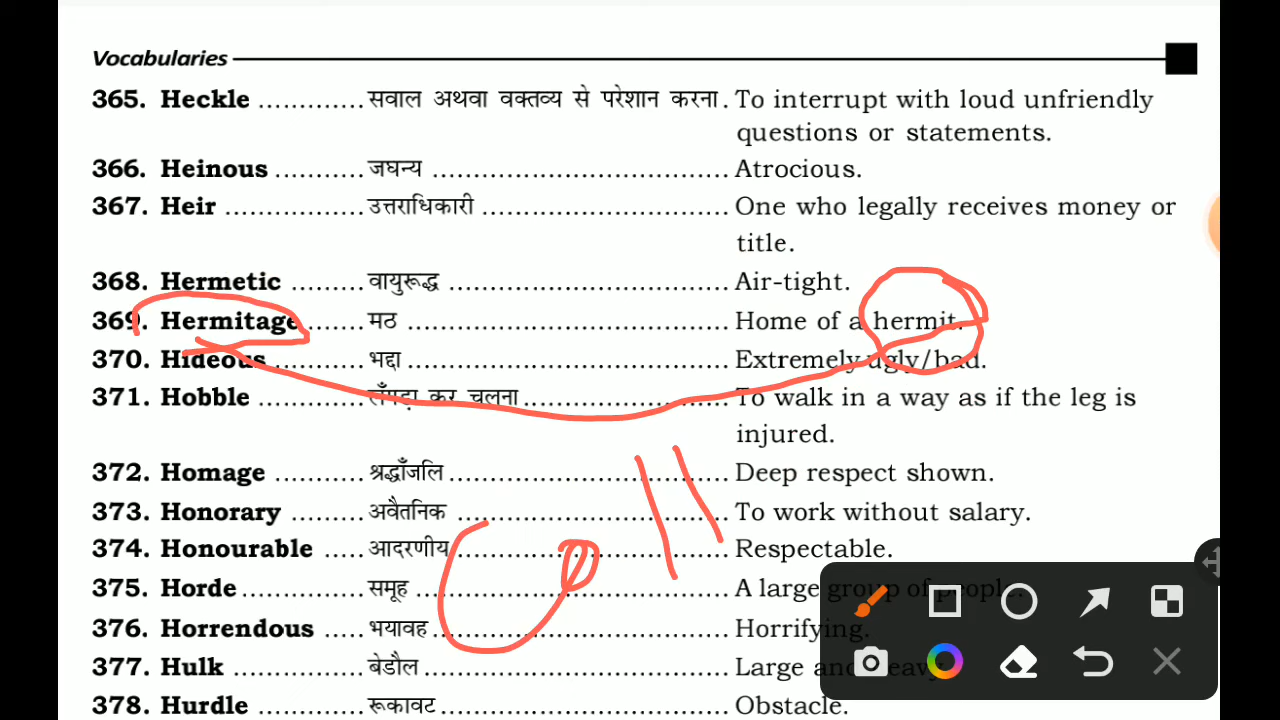 Vocabularies
365. Heckle ............. सवाल अथवा वक्तव्य से परेशान करना . To interrupt with loud unfriendly
questions or statements.
366. Heinous ........... जघन्य ................................... Atrocious.
367. Heir ................. उत्तराधिकारी ............................. One who legally receives money or
title.
368. Hermetic ......... वायुरूद्ध ................................. Air-tight.
369. Hermitage ....... मठ ...................................... Home of a hermit.
370. Hideous ........... भद्दा ...................................... Extremely ugly/bad.
371. Hobble ............. लँगड़ा कर चलना ........................ To walk in a way as if the leg is
injured.
372. Homage ........... श्रद्धाँजलि ................................. Deep respect shown.
373. Honorary ......... अवैतनिक ................................ To work without salary.
374. Honourable ..... आदरणीय ................................ Respectable.
375. Horde ............... समूह ..................................... A large group of people.
376. Horrendous ..... भयावह ................................... Horrifying.
377. Hulk ................. बेडौल .................................... Large and heavy.
378. Hurdle ............. रूकावट .................................. Obstacle.